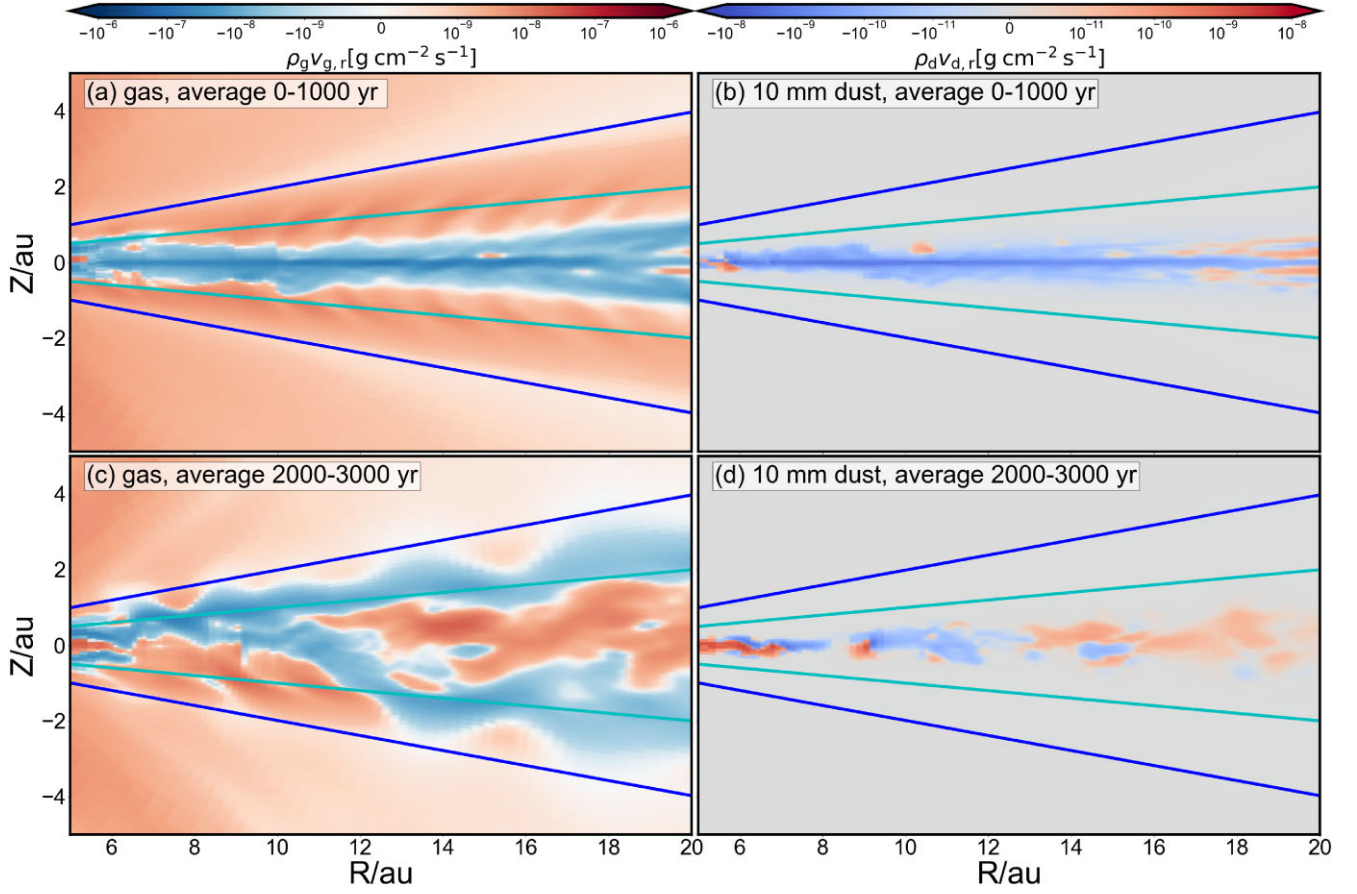 −10⁻⁶ −10⁻⁷ −10⁻⁸ −10⁻⁹ 0 10⁻⁹ 10⁻⁸ 10⁻⁷ 10⁻⁶
ρ_g v_g,r [g cm⁻² s⁻¹]
−10⁻⁸ −10⁻⁹ −10⁻¹⁰ −10⁻¹¹ 0 10⁻¹¹ 10⁻¹⁰ 10⁻⁹ 10⁻⁸
ρ_d v_d,r [g cm⁻² s⁻¹]
(a) gas, average 0-1000 yr
(b) 10 mm dust, average 0-1000 yr
4
2
0
−2
−4
Z/au
(c) gas, average 2000-3000 yr
(d) 10 mm dust, average 2000-3000 yr
4
2
0
−2
−4
Z/au
6 8 10 12 14 16 18 20
R/au
6 8 10 12 14 16 18 20
R/au